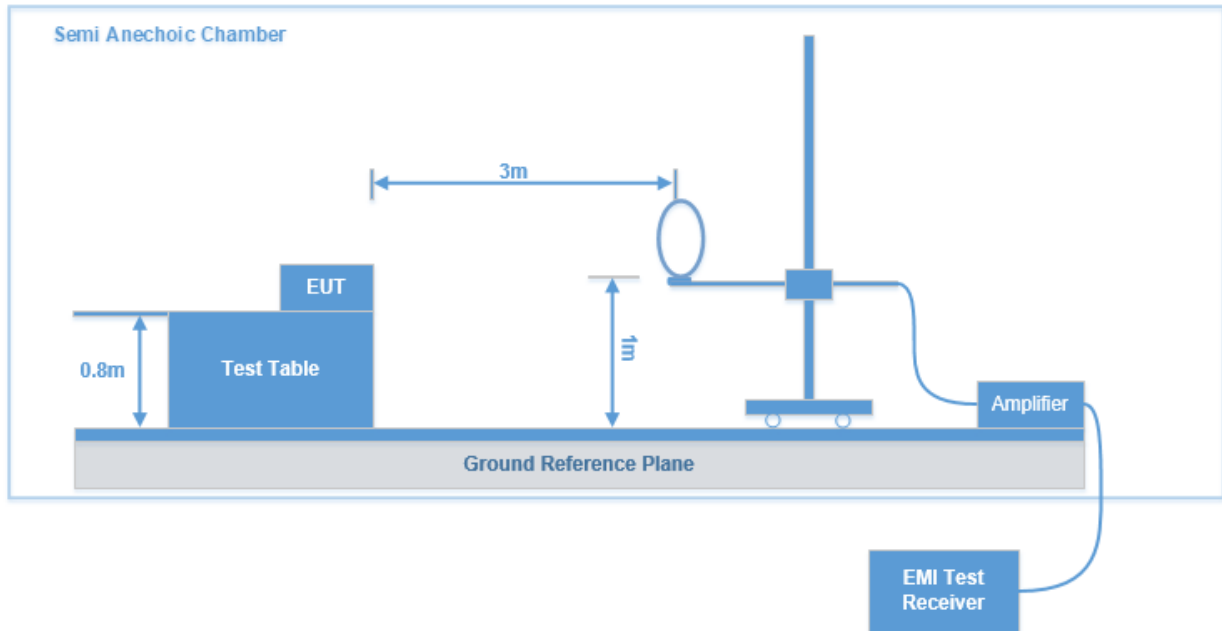 Semi Anechoic Chamber
3m
EUT
0.8m
Test Table
1m
Amplifier
Ground Reference Plane
EMI Test
Receiver